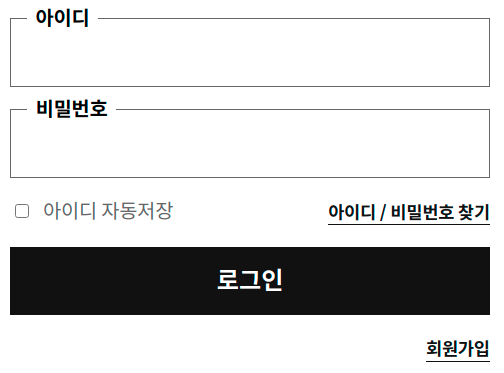 아이디
비밀번호
아이디 자동저장
아이디 / 비밀번호 찾기
로그인
회원가입